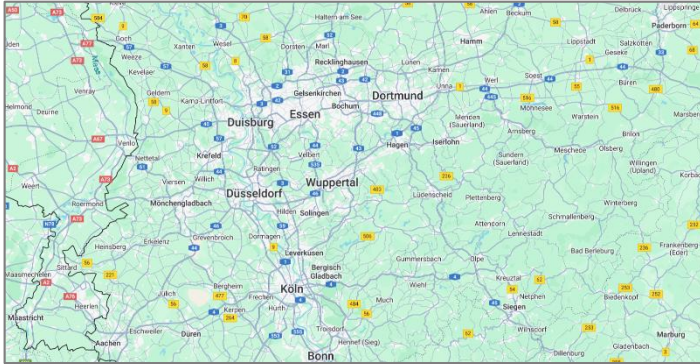 Haltern am See
Ahlen
Beckum
Delbrück
Lippspringe
Paderborn
Goch
Xanten
Wesel
Dorsten
Marl
Hamm
Lippstadt
Salzkotten
Geseke
Weeze
Kevelaer
Recklinghausen
Lünen
Kamen
Werl
Soest
Büren
Venray
Geldern
Kamp-Lintfort
Gelsenkirchen
Dortmund
Unna
Bochum
Essen
Möhnesee
Helmond
Deurne
Duisburg
Menden
(Sauerland)
Warstein
Arnsberg
Brilon
Venlo
Krefeld
Velbert
Hagen
Iserlohn
Meschede
Olsberg
Nettetal
Sundern
(Sauerland)
Willingen
(Upland)
Korbach
Weert
Viersen
Willich
Ratingen
Wuppertal
Düsseldorf
Lüdenscheid
Plettenberg
Winterberg
Roermond
Mönchengladbach
Hilden
Solingen
Schmallenberg
Attendorn
Lennestadt
Heinsberg
Erkelenz
Grevenbroich
Dormagen
Leverkusen
Bad Berleburg
Frankenberg
(Eder)
Maasmechelen
Sittard
Bergisch
Gladbach
Gummersbach
Olpe
Kreuztal
Wiehl
Netphen
Biedenkopf
Heerlen
Bergheim
Frechen
Köln
Much
Siegen
Maastricht
Kerpen
Hürth
Eschweiler
Düren
Troisdorf
Wilnsdorf
Marburg
Aachen
Hennef (Sieg)
Dillenburg
Gladenbach
Bonn